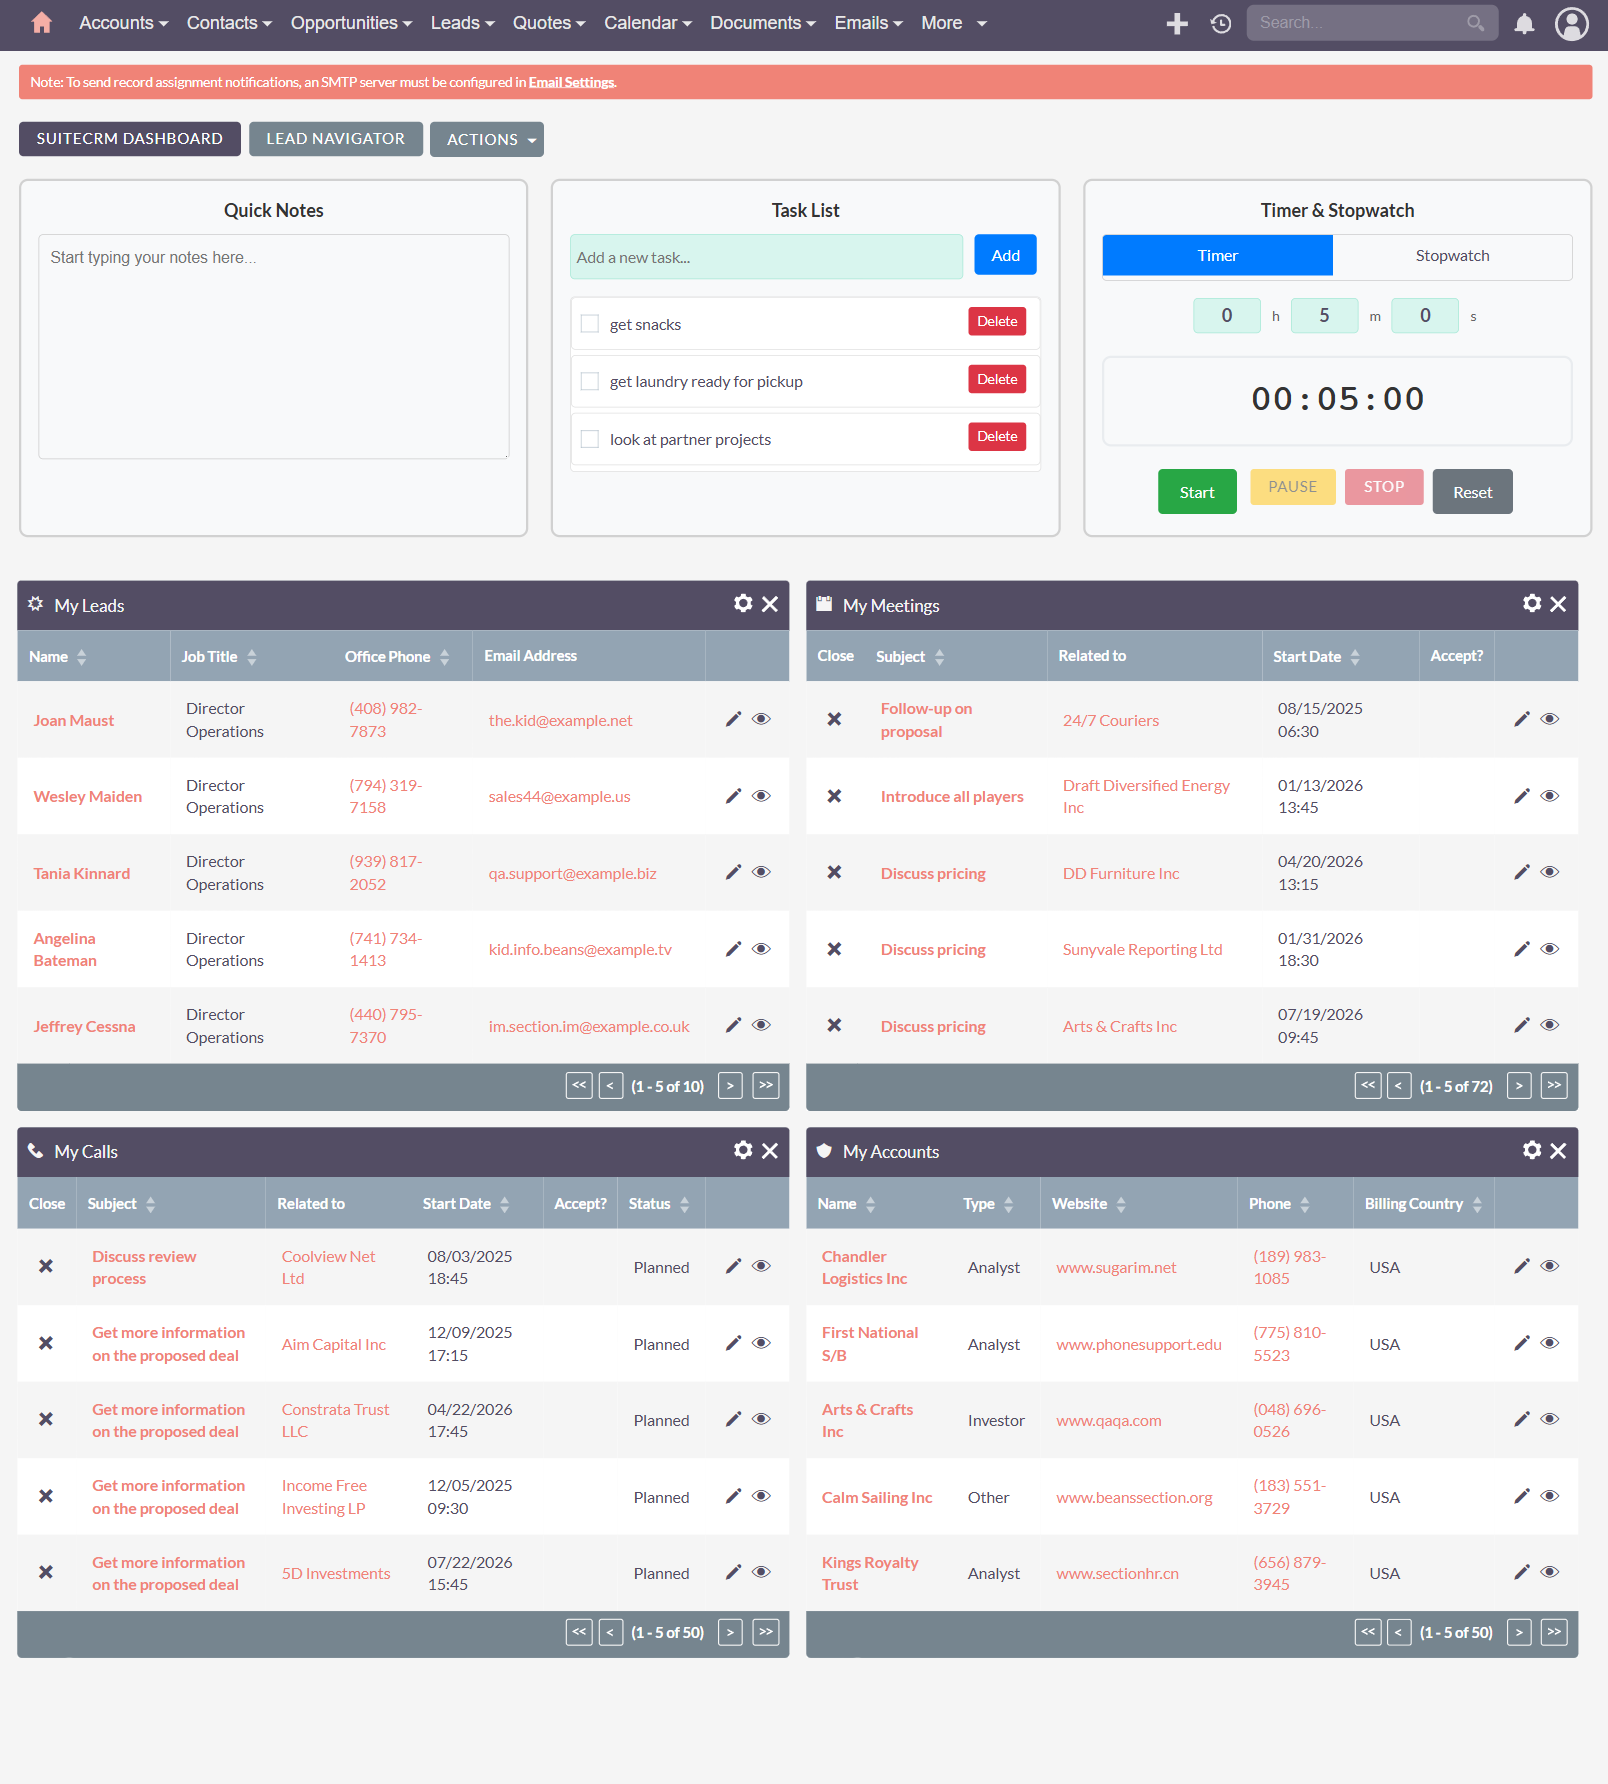 Accounts Contacts Opportunities Leads Quotes Calendar Documents Emails More Search...
Note: To send record assignment notifications, an SMTP server must be configured in Email Settings.
SUITECRM DASHBOARD LEAD NAVIGATOR ACTIONS
Quick Notes
Start typing your notes here...
Task List
Add a new task... Add
get snacks Delete
get laundry ready for pickup Delete
look at partner projects Delete
Timer & Stopwatch
Timer Stopwatch
0 h 5 m 0 s
00:05:00
Start PAUSE STOP Reset
My Leads
Name Job Title Office Phone Email Address
Joan Maust Director Operations (408) 982-7873 the.kid@example.net
Wesley Maiden Director Operations (794) 319-7158 sales44@example.us
Tania Kinnard Director Operations (939) 817-2052 qa.support@example.biz
Angelina Bateman Director Operations (741) 734-1413 kid.info.beans@example.tv
Jeffrey Cessna Director Operations (440) 795-7370 im.section.im@example.co.uk
<< < (1 - 5 of 10) > >>
My Meetings
Close Subject Related to Start Date Accept?
Follow-up on proposal 24/7 Couriers 08/15/2025 06:30
Introduce all players Draft Diversified Energy Inc 01/13/2026 13:45
Discuss pricing DD Furniture Inc 04/20/2026 13:15
Discuss pricing Sunyvale Reporting Ltd 01/31/2026 18:30
Discuss pricing Arts & Crafts Inc 07/19/2026 09:45
<< < (1 - 5 of 72) > >>
My Calls
Close Subject Related to Start Date Accept? Status
Discuss review process Coolview Net Ltd 08/03/2025 18:45 Planned
Get more information on the proposed deal Aim Capital Inc 12/09/2025 17:15 Planned
Get more information on the proposed deal Constrata Trust LLC 04/22/2026 17:45 Planned
Get more information on the proposed deal Income Free Investing LP 12/05/2025 09:30 Planned
Get more information on the proposed deal 5D Investments 07/22/2026 15:45 Planned
<< < (1 - 5 of 50) > >>
My Accounts
Name Type Website Phone Billing Country
Chandler Logistics Inc Analyst www.sugarim.net (189) 983-1085 USA
First National S/B Analyst www.phonesupport.edu (775) 810-5523 USA
Arts & Crafts Inc Investor www.qaqa.com (048) 696-0526 USA
Calm Sailing Inc Other www.beanssection.org (183) 551-3729 USA
Kings Royalty Trust Analyst www.sectionhr.cn (656) 879-3945 USA
<< < (1 - 5 of 50) > >>